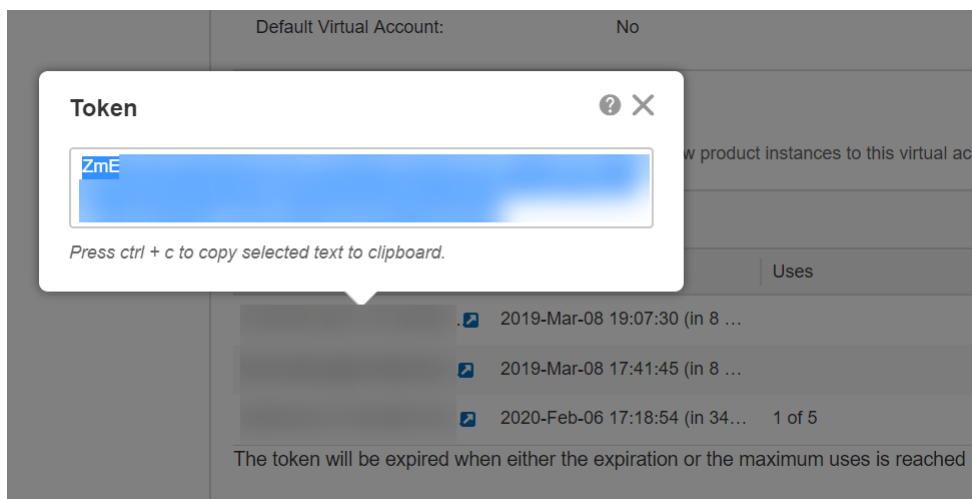 Default Virtual Account: No
Token
ZmE
w product instances to this virtual ac
Press ctrl + c to copy selected text to clipboard.
Uses
2019-Mar-08 19:07:30 (in 8 …
2019-Mar-08 17:41:45 (in 8 …
2020-Feb-06 17:18:54 (in 34… 1 of 5
The token will be expired when either the expiration or the maximum uses is reached